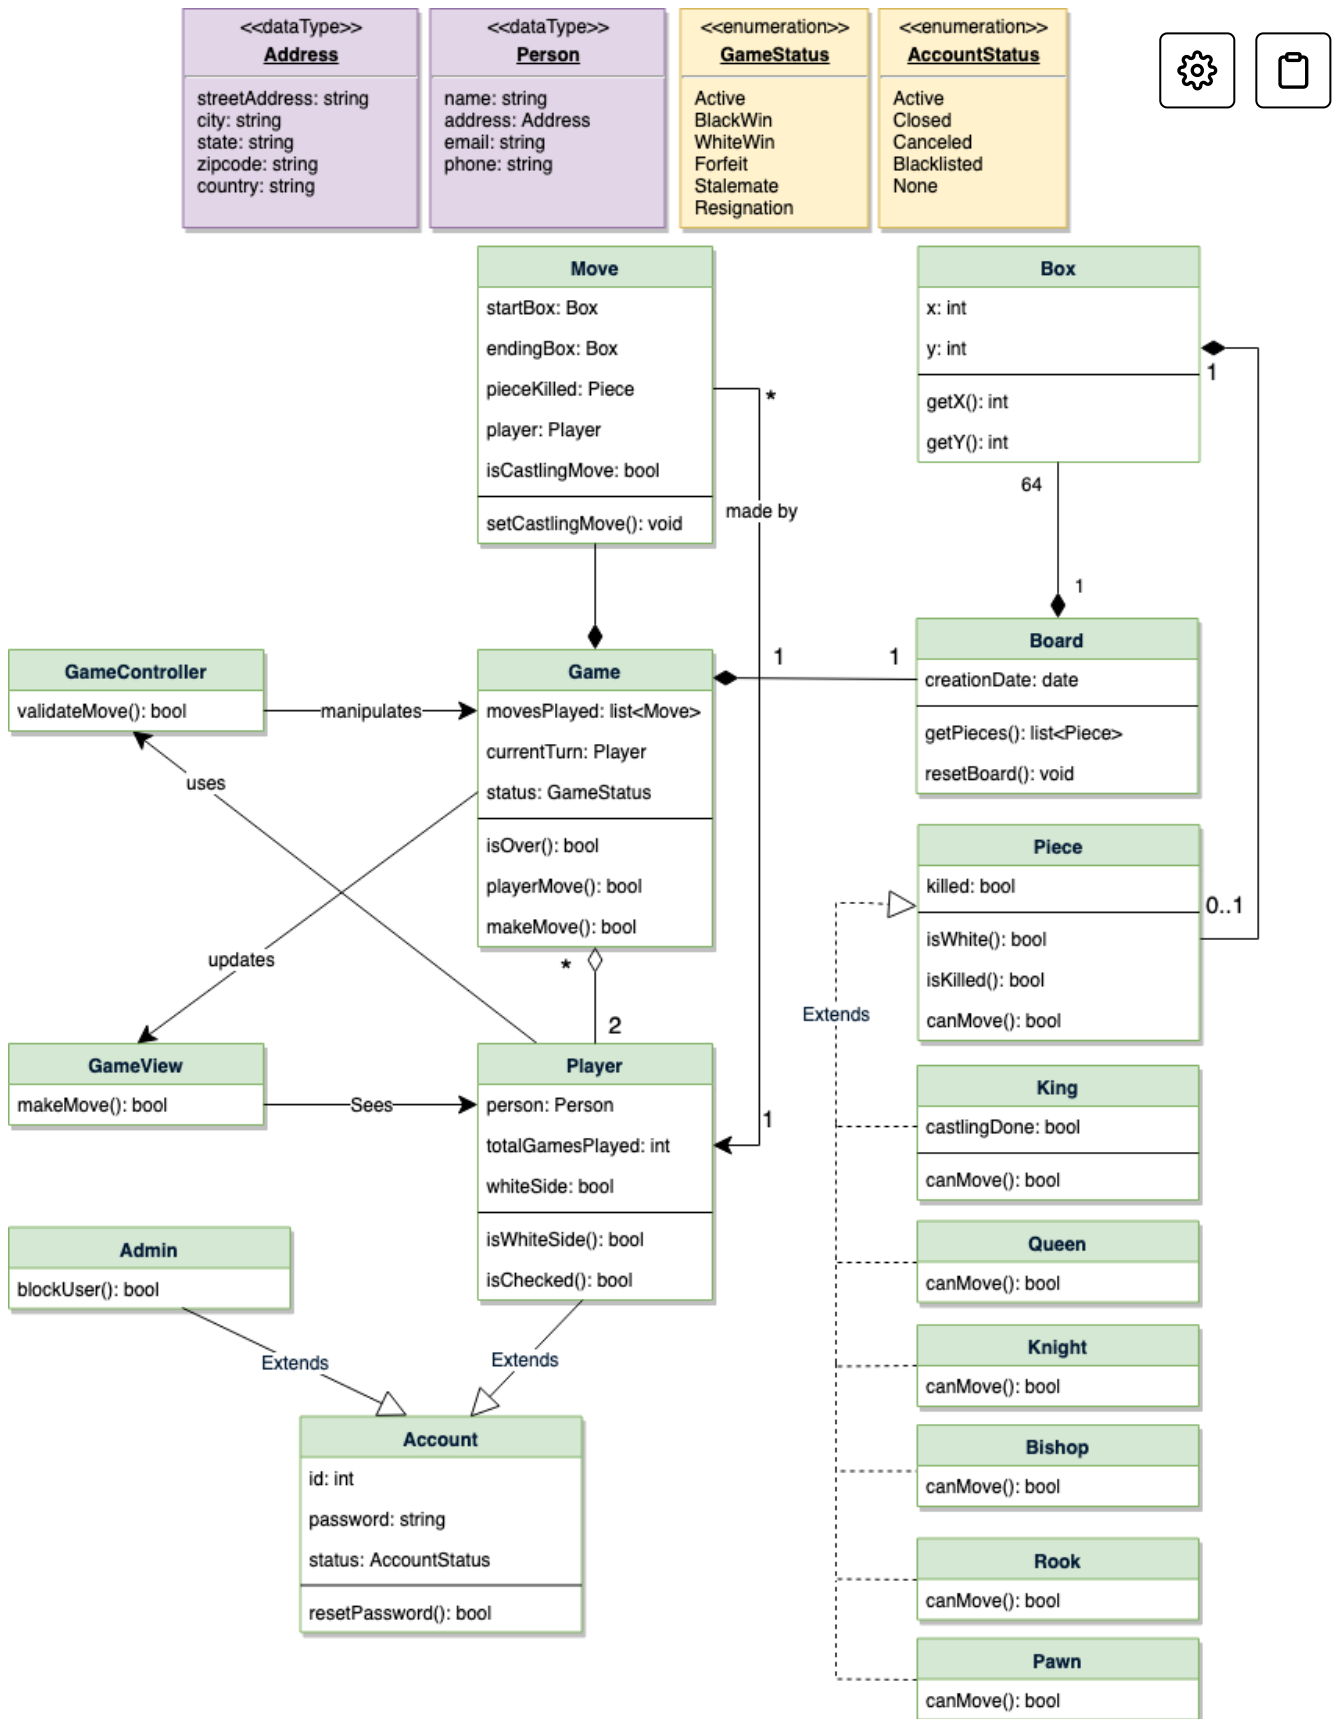 <<dataType>>
Address
streetAddress: string
city: string
state: string
zipcode: string
country: string
<<dataType>>
Person
name: string
address: Address
email: string
phone: string
<<enumeration>>
GameStatus
Active
BlackWin
WhiteWin
Forfeit
Stalemate
Resignation
<<enumeration>>
AccountStatus
Active
Closed
Canceled
Blacklisted
None
Move
startBox: Box
endingBox: Box
pieceKilled: Piece
player: Player
isCastlingMove: bool
setCastlingMove(): void
*
made by
1
Box
x: int
y: int
getX(): int
getY(): int
1
64
1
Board
creationDate: date
getPieces(): list<Piece>
resetBoard(): void
GameController
validateMove(): bool
manipulates
uses
Game
movesPlayed: list<Move>
currentTurn: Player
status: GameStatus
isOver(): bool
playerMove(): bool
makeMove(): bool
1
1
*
2
updates
GameView
makeMove(): bool
Sees
Player
person: Person
totalGamesPlayed: int
whiteSide: bool
isWhiteSide(): bool
isChecked(): bool
Piece
killed: bool
isWhite(): bool
isKilled(): bool
canMove(): bool
0..1
Extends
King
castlingDone: bool
canMove(): bool
Queen
canMove(): bool
Knight
canMove(): bool
Bishop
canMove(): bool
Rook
canMove(): bool
Pawn
canMove(): bool
Admin
blockUser(): bool
Extends
Extends
Account
id: int
password: string
status: AccountStatus
resetPassword(): bool